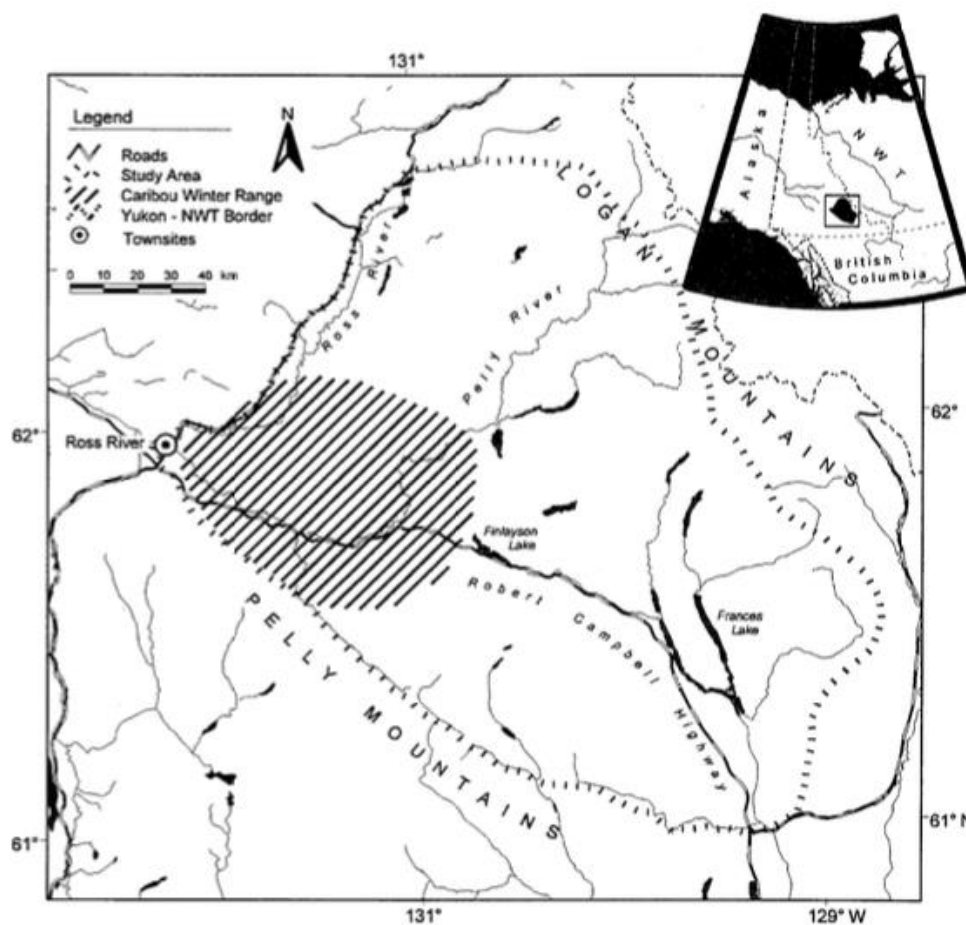 131°
Legend
N
Roads
Study Area
Caribou Winter Range
Yukon - NWT Border
Townsites
10 0 10 20 30 40 km
Alaska
NWT
British
Columbia
LOGAN MOUNTAINS
Ross River
Pelly River
62°
62°
Ross River
Finlayson
Lake
Robert Campbell Highway
Frances
Lake
PELLY MOUNTAINS
61°
61° N
131°
129° W